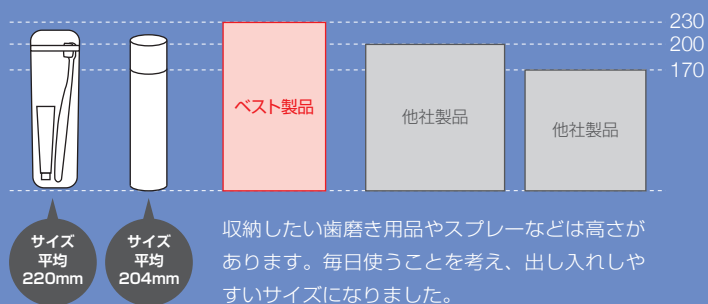 230
200
170
ベスト製品
他社製品
他社製品
サイズ
平均
220mm
サイズ
平均
204mm
収納したい歯磨き用品やスプレーなどは高さが
あります。毎日使うことを考え、出し入れしや
すいサイズになりました。